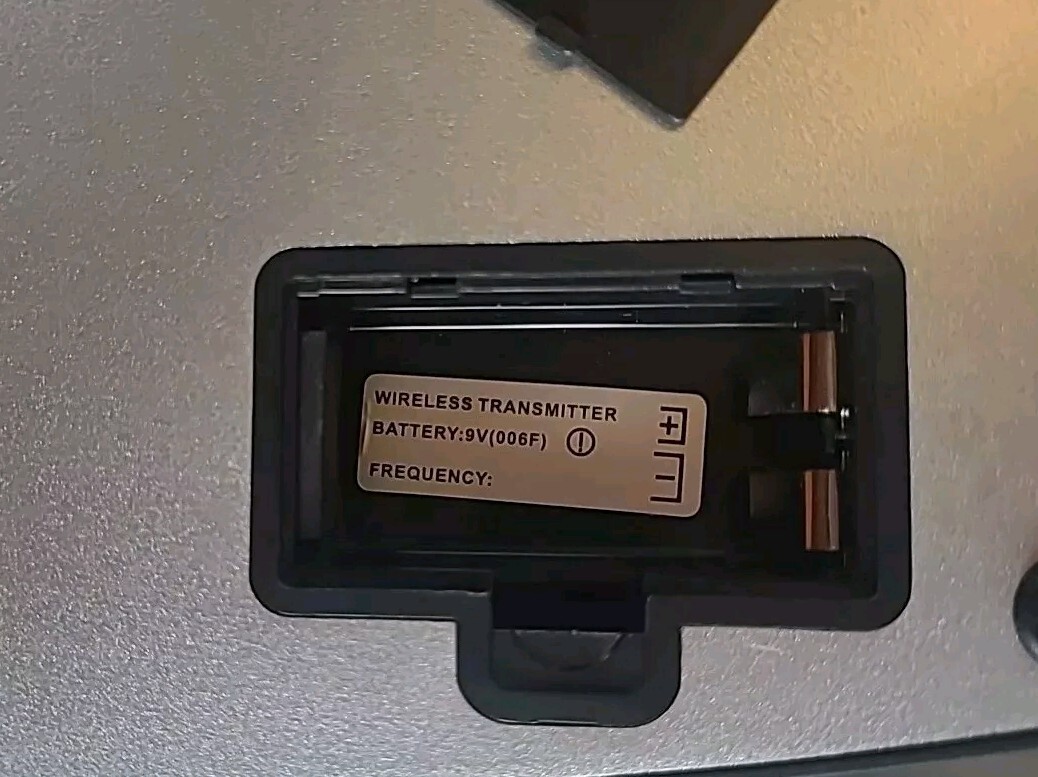 WIRELESS TRANSMITTER
BATTERY:9V(006F)
FREQUENCY:
+
−